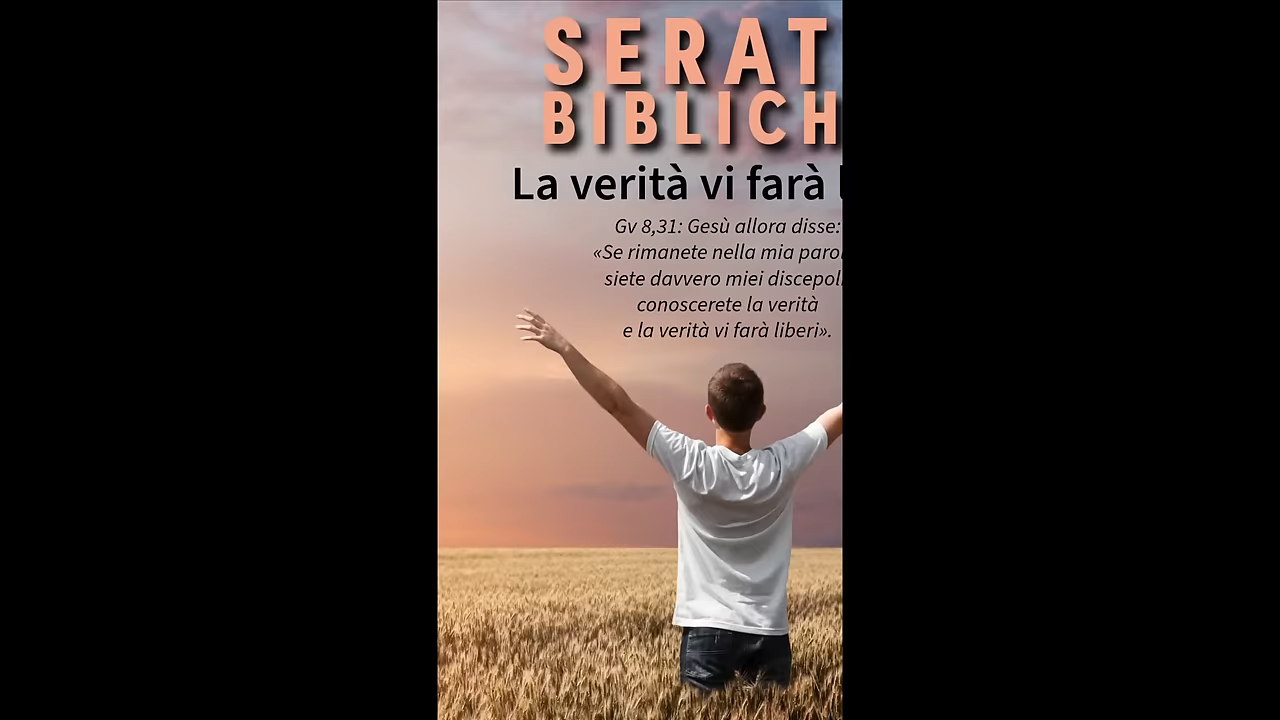 SERAT
BIBLICH
La verità vi farà
Gv 8,31: Gesù allora disse:
«Se rimanete nella mia paro
siete davvero miei discepol
conoscerete la verità
e la verità vi farà liberi».